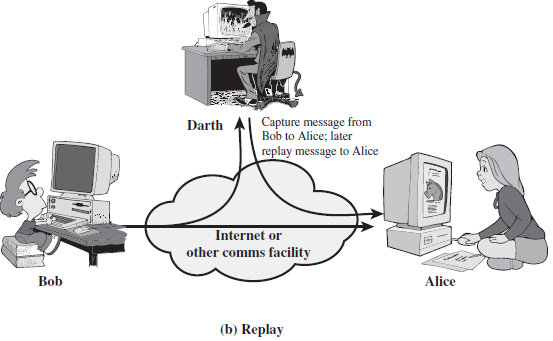 Darth
Capture message from
Bob to Alice; later
replay message to Alice
Internet or
other comms facility
Bob
Alice
(b) Replay